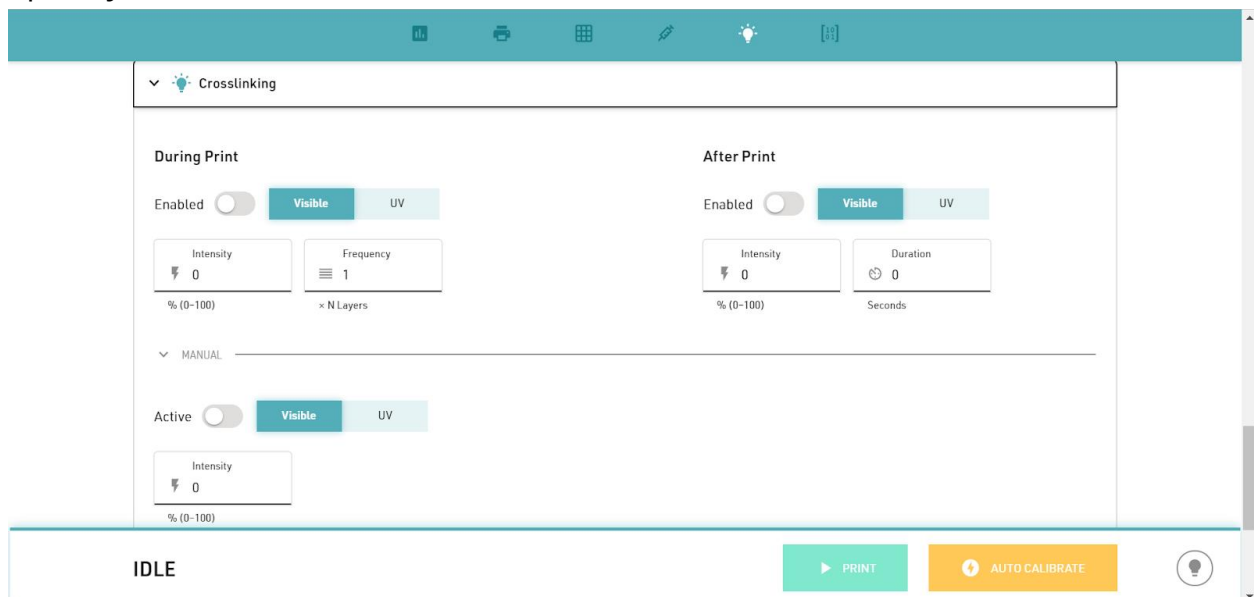 Crosslinking
During Print
After Print
Enabled Visible UV
Enabled Visible UV
Intensity
0
% (0-100)
Frequency
1
× N Layers
Intensity
0
% (0-100)
Duration
0
Seconds
MANUAL
Active Visible UV
Intensity
0
% (0-100)
IDLE
PRINT
AUTO CALIBRATE